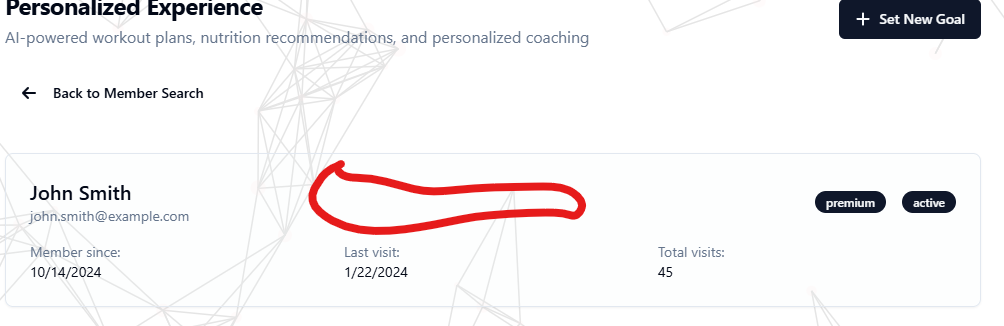 Personalized Experience
Set New Goal
AI-powered workout plans, nutrition recommendations, and personalized coaching
Back to Member Search
John Smith
premium active
john.smith@example.com
Member since: Last visit: Total visits:
10/14/2024 1/22/2024 45